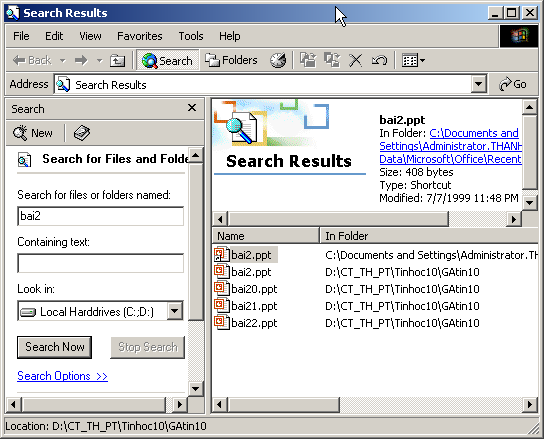 Search Results
File Edit View Favorites Tools Help
Back Search Folders
Address Search Results Go
Search
New
Search for Files and Folde
Search for files or folders named:
bai2
Containing text:
Look in:
Local Harddrives (C:;D:)
Search Now Stop Search
Search Options >>
Search Results
bai2.ppt
In Folder: C:\Documents and
Settings\Administrator.THANH
Data\Microsoft\Office\Recent
Size: 408 bytes
Type: Shortcut
Modified: 7/7/1999 11:48 PM
Name In Folder
bai2.ppt C:\Documents and Settings\Administrator.TH
bai2.ppt D:\CT_TH_PT\Tinhoc10\GAtin10
bai20.ppt D:\CT_TH_PT\Tinhoc10\GAtin10
bai21.ppt D:\CT_TH_PT\Tinhoc10\GAtin10
bai22.ppt D:\CT_TH_PT\Tinhoc10\GAtin10
Location: D:\CT_TH_PT\Tinhoc10\GAtin10